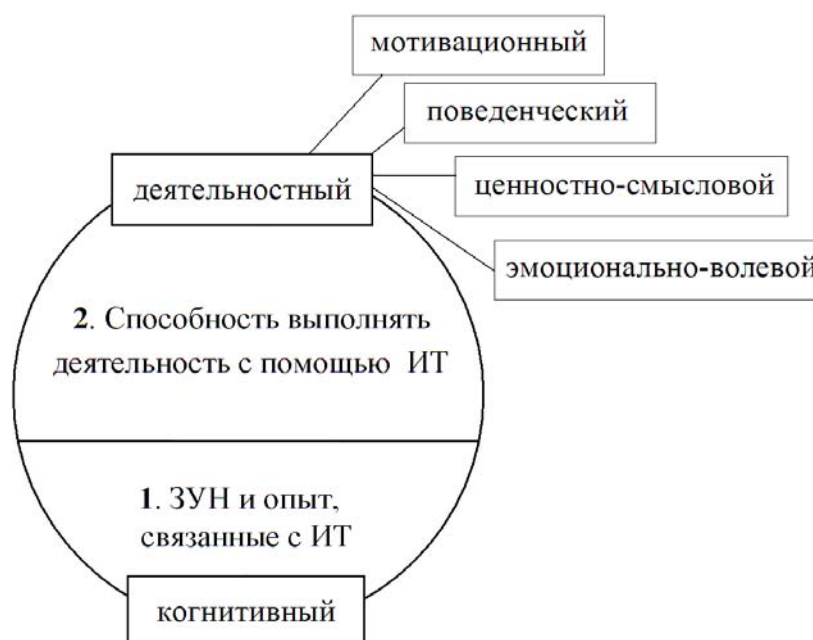 мотивационный
поведенческий
деятельностный
ценностно-смысловой
эмоционально-волевой
2. Способность выполнять
деятельность с помощью ИТ
1. ЗУН и опыт,
связанные с ИТ
когнитивный